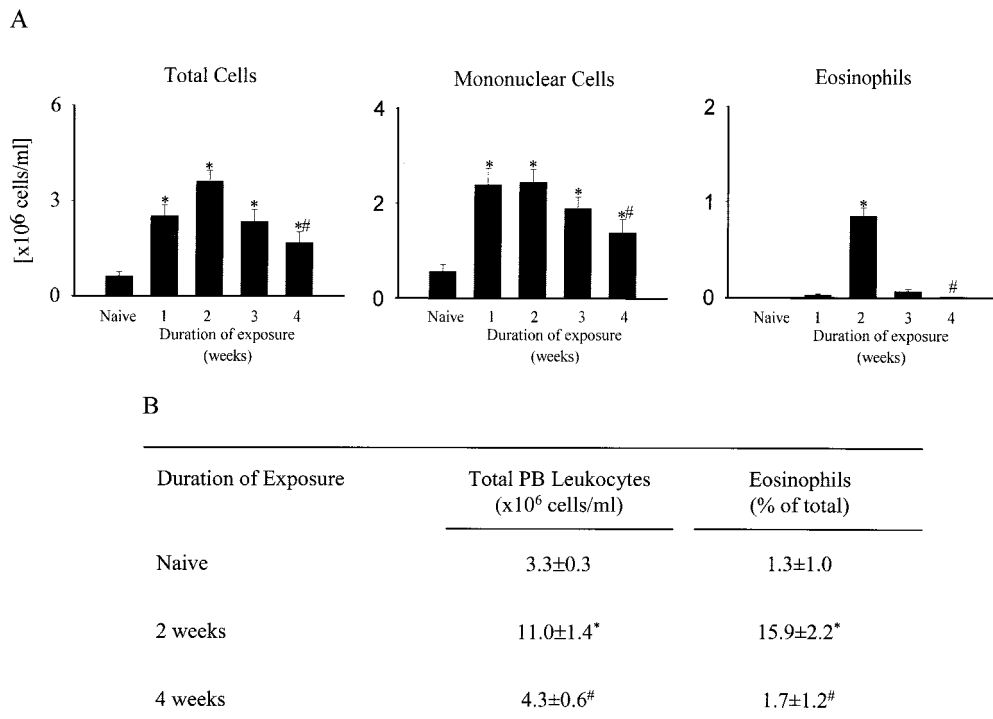 A
Total Cells
Mononuclear Cells
Eosinophils
[x10⁶ cells/ml]
6
3
0
*
*
*
*#
Naive 1 2 3 4
Duration of exposure
(weeks)
4
2
0
*
*
*
*#
Naive 1 2 3 4
Duration of exposure
(weeks)
2
1
0
*
#
Naive 1 2 3 4
Duration of exposure
(weeks)
B
Duration of Exposure Total PB Leukocytes Eosinophils
(x10⁶ cells/ml) (% of total)
Naive 3.3±0.3 1.3±1.0
2 weeks 11.0±1.4* 15.9±2.2*
4 weeks 4.3±0.6# 1.7±1.2#